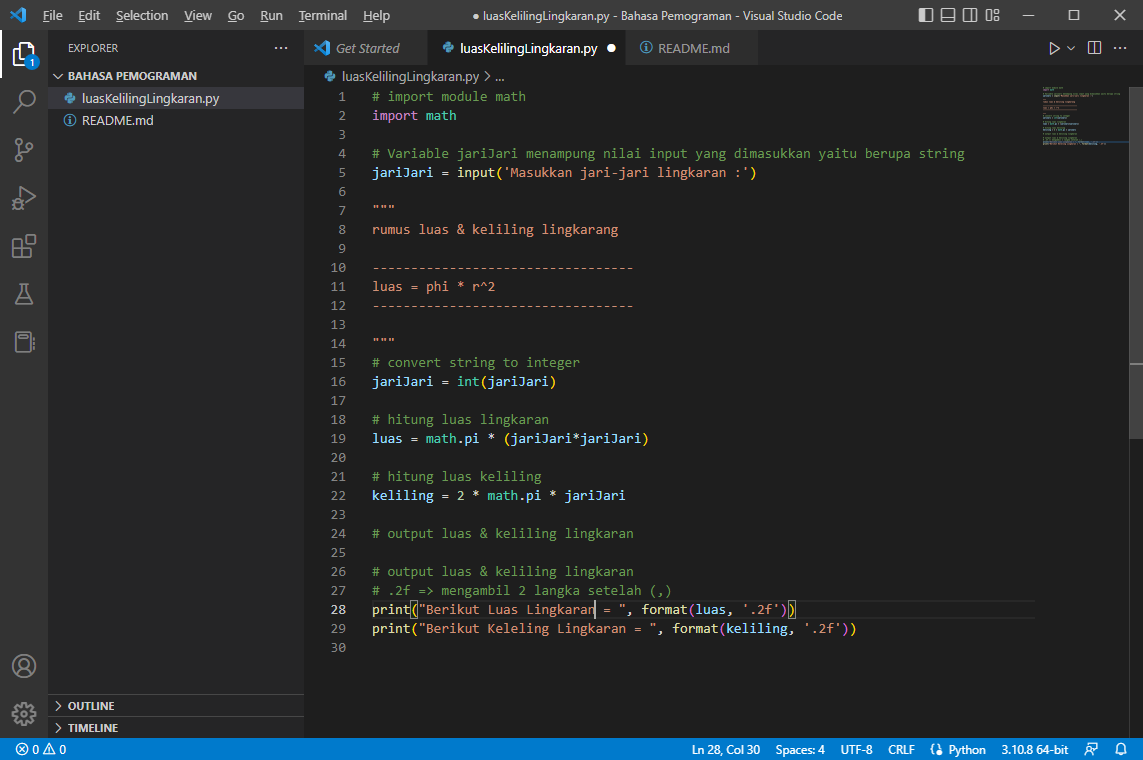 File Edit Selection View Go Run Terminal Help ● luasKelilingLingkaran.py - Bahasa Pemograman - Visual Studio Code
EXPLORER ···
Get Started luasKelilingLingkaran.py ● README.md
BAHASA PEMOGRAMAN
luasKelilingLingkaran.py
README.md
1
luasKelilingLingkaran.py > ...
1 # import module math
2 import math
3
4 # Variable jariJari menampung nilai input yang dimasukkan yaitu berupa string
5 jariJari = input('Masukkan jari-jari lingkaran :')
6
7 """
8 rumus luas & keliling lingkarang
9
10 ----------------------------------
11 luas = phi * r^2
12 ----------------------------------
13
14 """
15 # convert string to integer
16 jariJari = int(jariJari)
17
18 # hitung luas lingkaran
19 luas = math.pi * (jariJari*jariJari)
20
21 # hitung luas keliling
22 keliling = 2 * math.pi * jariJari
23
24 # output luas & keliling lingkaran
25
26 # output luas & keliling lingkaran
27 # .2f => mengambil 2 langka setelah (,)
28 print("Berikut Luas Lingkaran = ", format(luas, '.2f'))
29 print("Berikut Keleling Lingkaran = ", format(keliling, '.2f'))
30
OUTLINE
TIMELINE
0 0 Ln 28, Col 30 Spaces: 4 UTF-8 CRLF Python 3.10.8 64-bit